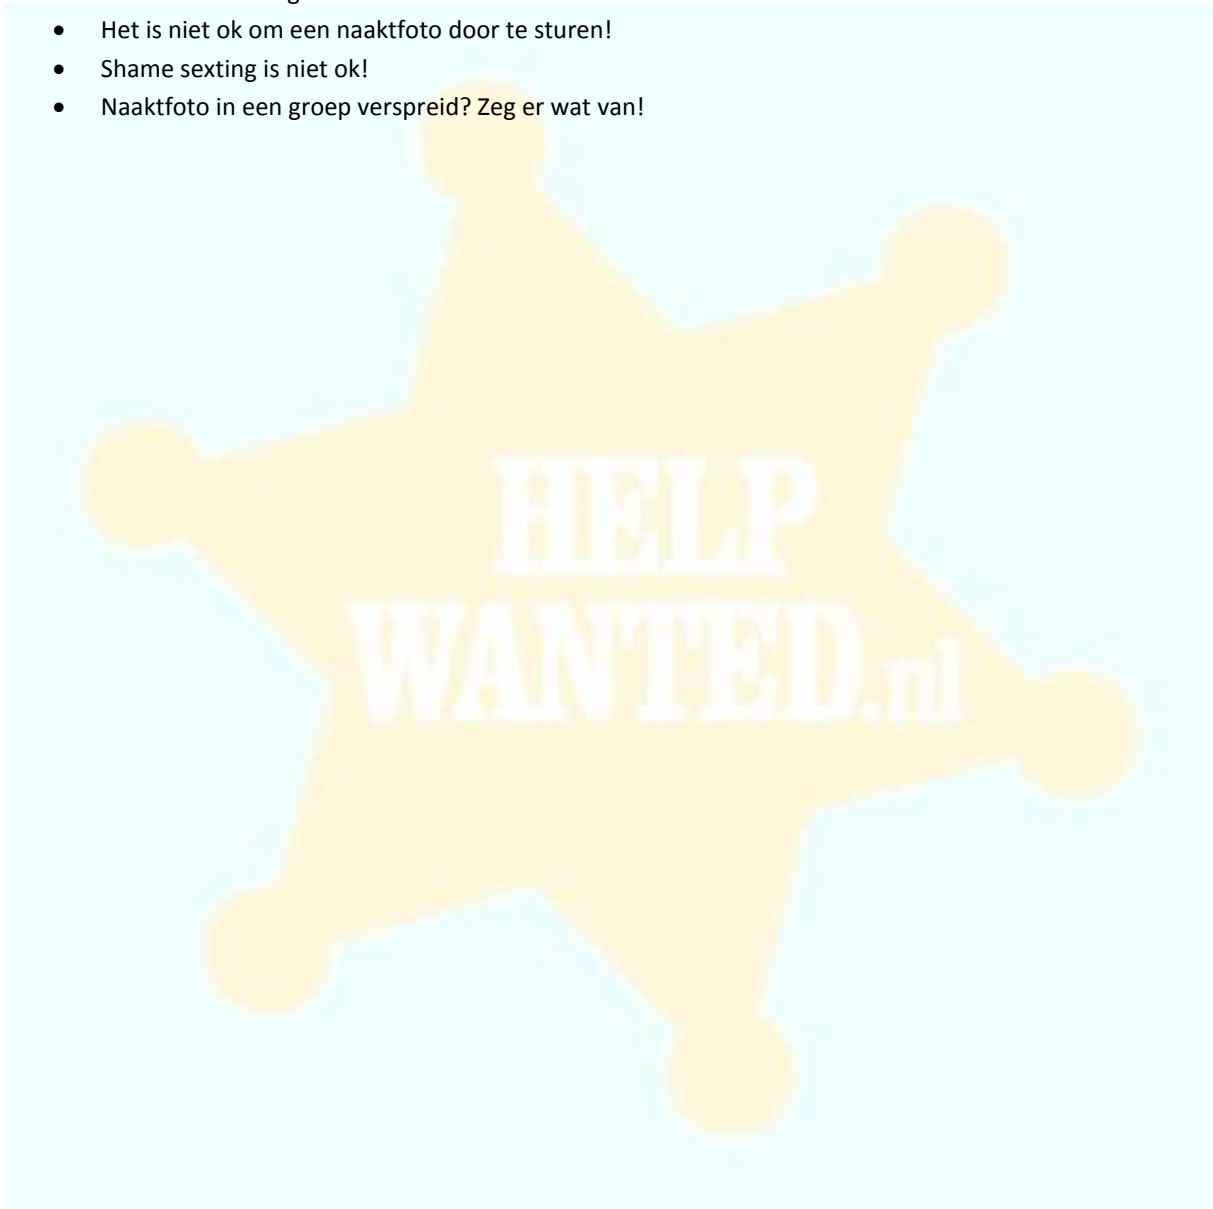 • Het is niet ok om een naaktfoto door te sturen!
• Shame sexting is niet ok!
• Naaktfoto in een groep verspreid? Zeg er wat van!
HELP
WANTED.nl